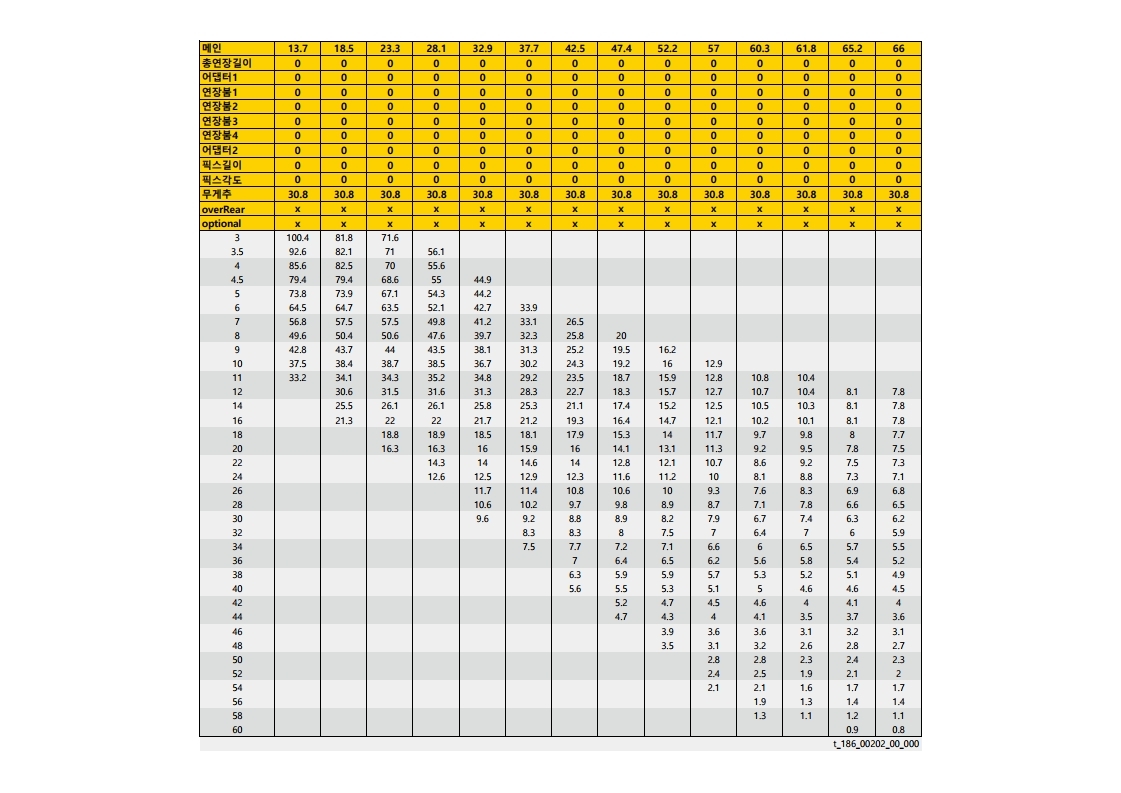 메인 13.7 18.5 23.3 28.1 32.9 37.7 42.5 47.4 52.2 57 60.3 61.8 65.2 66
총연장길이 0 0 0 0 0 0 0 0 0 0 0 0 0 0
어댑터1 0 0 0 0 0 0 0 0 0 0 0 0 0 0
연장붐1 0 0 0 0 0 0 0 0 0 0 0 0 0 0
연장붐2 0 0 0 0 0 0 0 0 0 0 0 0 0 0
연장붐3 0 0 0 0 0 0 0 0 0 0 0 0 0 0
연장붐4 0 0 0 0 0 0 0 0 0 0 0 0 0 0
어댑터2 0 0 0 0 0 0 0 0 0 0 0 0 0 0
픽스길이 0 0 0 0 0 0 0 0 0 0 0 0 0 0
픽스각도 0 0 0 0 0 0 0 0 0 0 0 0 0 0
무게추 30.8 30.8 30.8 30.8 30.8 30.8 30.8 30.8 30.8 30.8 30.8 30.8 30.8 30.8
overRear x x x x x x x x x x x x x x
optional x x x x x x x x x x x x x x
3 100.4 81.8 71.6
3.5 92.6 82.1 71 56.1
4 85.6 82.5 70 55.6
4.5 79.4 79.4 68.6 55 44.9
5 73.8 73.9 67.1 54.3 44.2
6 64.5 64.7 63.5 52.1 42.7 33.9
7 56.8 57.5 57.5 49.8 41.2 33.1 26.5
8 49.6 50.4 50.6 47.6 39.7 32.3 25.8 20
9 42.8 43.7 44 43.5 38.1 31.3 25.2 19.5 16.2
10 37.5 38.4 38.7 38.5 36.7 30.2 24.3 19.2 16 12.9
11 33.2 34.1 34.3 35.2 34.8 29.2 23.5 18.7 15.9 12.8 10.8 10.4
12 30.6 31.5 31.6 31.3 28.3 22.7 18.3 15.7 12.7 10.7 10.4 8.1 7.8
14 25.5 26.1 26.1 25.8 25.3 21.1 17.4 15.2 12.5 10.5 10.3 8.1 7.8
16 21.3 22 22 21.7 21.2 19.3 16.4 14.7 12.1 10.2 10.1 8.1 7.8
18 18.8 18.9 18.5 18.1 17.9 15.3 14 11.7 9.7 9.8 8 7.7
20 16.3 16.3 16 15.9 16 14.1 13.1 11.3 9.2 9.5 7.8 7.5
22 14.3 14 14.6 14 12.8 12.1 10.7 8.6 9.2 7.5 7.3
24 12.6 12.5 12.9 12.3 11.6 11.2 10 8.1 8.8 7.3 7.1
26 11.7 11.4 10.8 10.6 10 9.3 7.6 8.3 6.9 6.8
28 10.6 10.2 9.7 9.8 8.9 8.7 7.1 7.8 6.6 6.5
30 9.6 9.2 8.8 8.9 8.2 7.9 6.7 7.4 6.3 6.2
32 8.3 8.3 8 7.5 7 6.4 7 6 5.9
34 7.5 7.7 7.2 7.1 6.6 6 6.5 5.7 5.5
36 7 6.4 6.5 6.2 5.6 5.8 5.4 5.2
38 6.3 5.9 5.9 5.7 5.3 5.2 5.1 4.9
40 5.6 5.5 5.3 5.1 5 4.6 4.6 4.5
42 5.2 4.7 4.5 4.6 4 4.1 4
44 4.7 4.3 4 4.1 3.5 3.7 3.6
46 3.9 3.6 3.6 3.1 3.2 3.1
48 3.5 3.1 3.2 2.6 2.8 2.7
50 2.8 2.8 2.3 2.4 2.3
52 2.4 2.5 1.9 2.1 2
54 2.1 2.1 1.6 1.7 1.7
56 1.9 1.3 1.4 1.4
58 1.3 1.1 1.2 1.1
60 0.9 0.8
t_186_00202_00_000